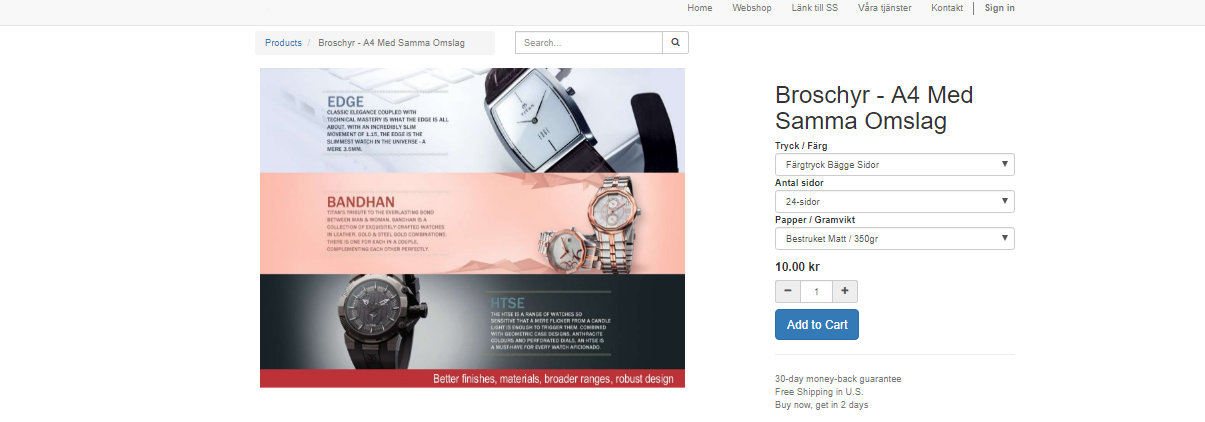 Home Webshop Länk till SS Våra tjänster Kontakt Sign in
Products / Broschyr - A4 Med Samma Omslag
Search...
EDGE
CLASSIC ELEGANCE COUPLED WITH
TECHNICAL MASTERY IS WHAT THE EDGE IS ALL
ABOUT. WITH AN INCREDIBLY SLIM
MOVEMENT OF 1.15, THE EDGE IS THE
SLIMMEST WATCH IN THE UNIVERSE - A
MERE 3.5MM.
TITAN
EDGE
BANDHAN
TITAN'S TRIBUTE TO THE EVERLASTING BOND
BETWEEN MAN & WOMAN, BANDHAN IS A
COLLECTION OF EXQUISITELY CRAFTED WATCHES
IN LEATHER, GOLD & STEEL GOLD COMBINATIONS.
THERE IS ONE FOR EACH IN A COUPLE,
COMPLEMENTING EACH OTHER PERFECTLY.
HTSE
THE HTSE IS A RANGE OF WATCHES SO
SENSITIVE THAT A MERE FLICKER FROM A CANDLE
LIGHT IS ENOUGH TO TRIGGER THEM. COMBINED
WITH GEOMETRIC CASE DESIGNS, ANTHRACITE
COLOURS AND PERFORATED DIALS, AN HTSE IS
A MUST-HAVE FOR EVERY WATCH AFICIONADO.
Better finishes, materials, broader ranges, robust design
Broschyr - A4 Med
Samma Omslag
Tryck / Färg
Färgtryck Bägge Sidor
Antal sidor
24-sidor
Papper / Gramvikt
Bestruket Matt / 350gr
10.00 kr
1
Add to Cart
30-day money-back guarantee
Free Shipping in U.S.
Buy now, get in 2 days